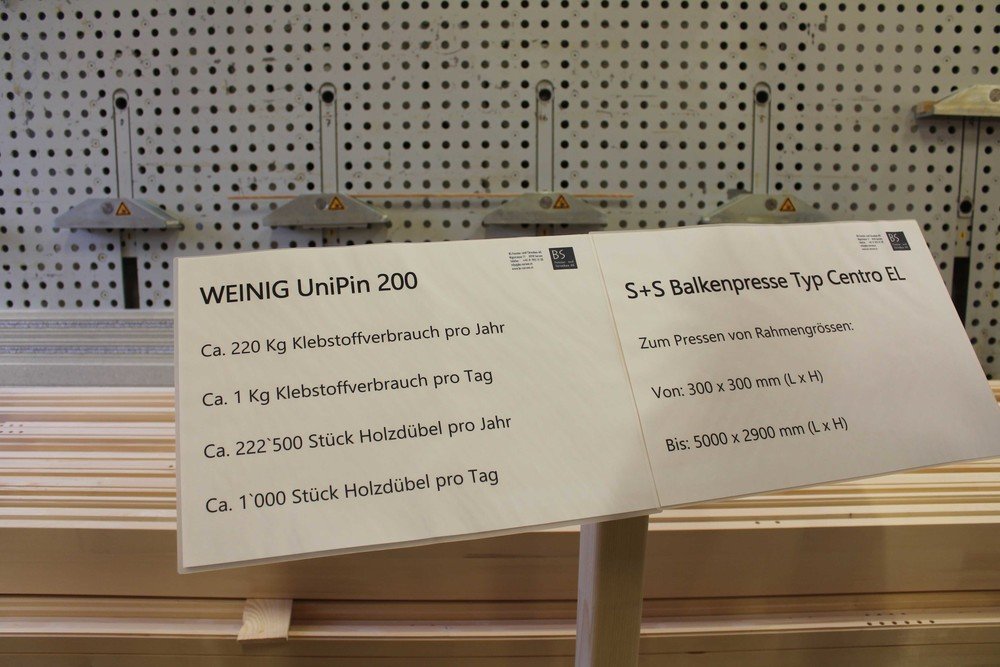 WEINIG UniPin 200
Ca. 220 Kg Klebstoffverbrauch pro Jahr
Ca. 1 Kg Klebstoffverbrauch pro Tag
Ca. 222`500 Stück Holzdübel pro Jahr
Ca. 1`000 Stück Holzdübel pro Tag
BS
S+S Balkenpresse Typ Centro EL
Zum Pressen von Rahmengrössen:
Von: 300 x 300 mm (L x H)
Bis: 5000 x 2900 mm (L x H)
BS